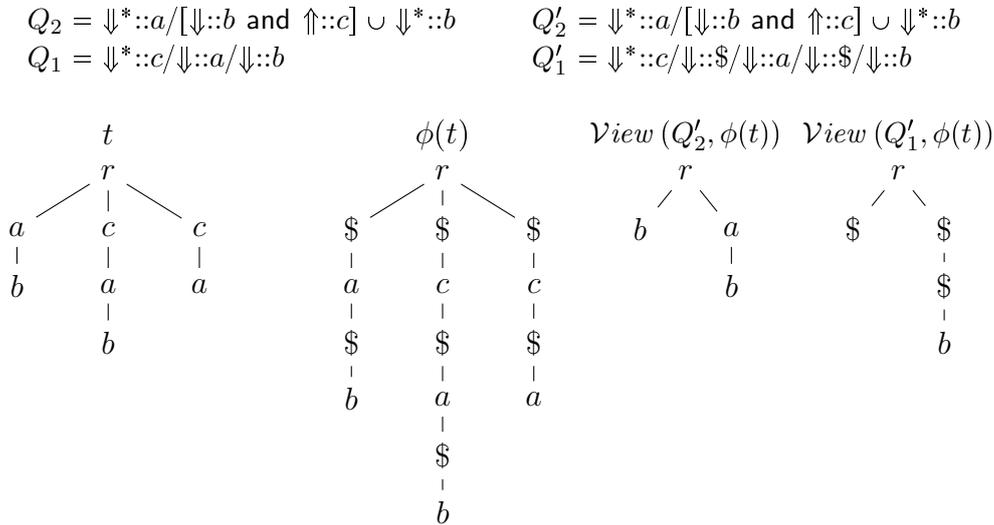 Q₂ = ⇓*::a/[⇓::b and ⇑::c] ∪ ⇓*::b
Q₁ = ⇓*::c/⇓::a/⇓::b
Q′₂ = ⇓*::a/[⇓::b and ⇑::c] ∪ ⇓*::b
Q′₁ = ⇓*::c/⇓::$/⇓::a/⇓::$/⇓::b
t
r
a c c
b a a
b
ϕ(t)
r
$ $ $
a c c
$ $ $
b a a
$
b
View (Q′₂, ϕ(t))
r
b a
b
View (Q′₁, ϕ(t))
r
$ $
$
b